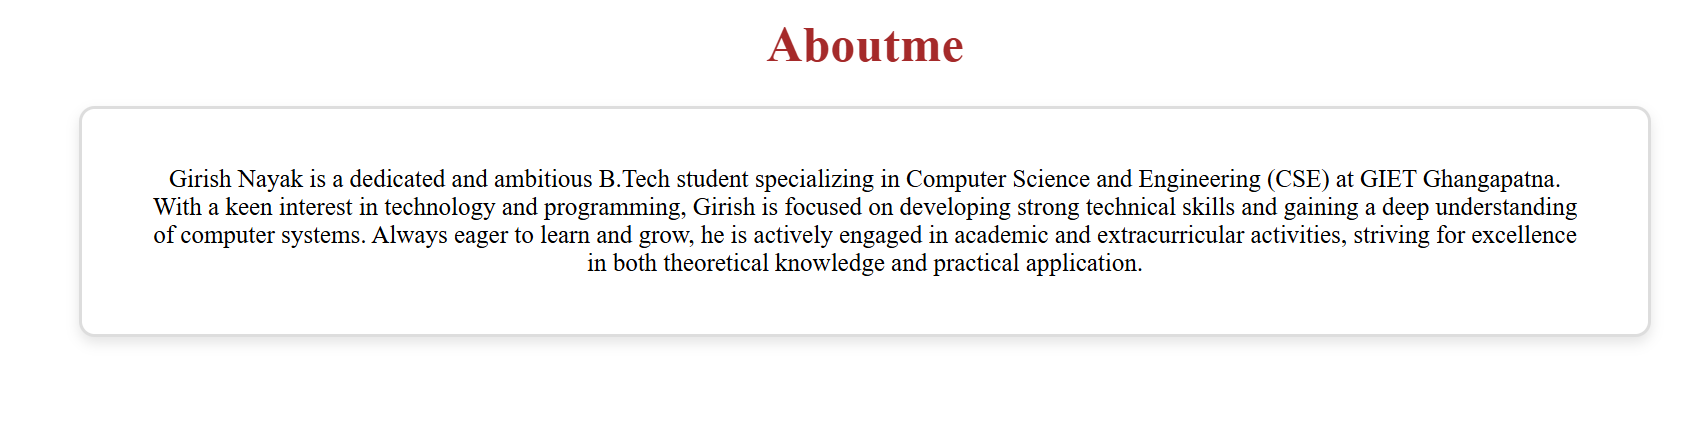 Aboutme
Girish Nayak is a dedicated and ambitious B.Tech student specializing in Computer Science and Engineering (CSE) at GIET Ghangapatna.
With a keen interest in technology and programming, Girish is focused on developing strong technical skills and gaining a deep understanding
of computer systems. Always eager to learn and grow, he is actively engaged in academic and extracurricular activities, striving for excellence
in both theoretical knowledge and practical application.